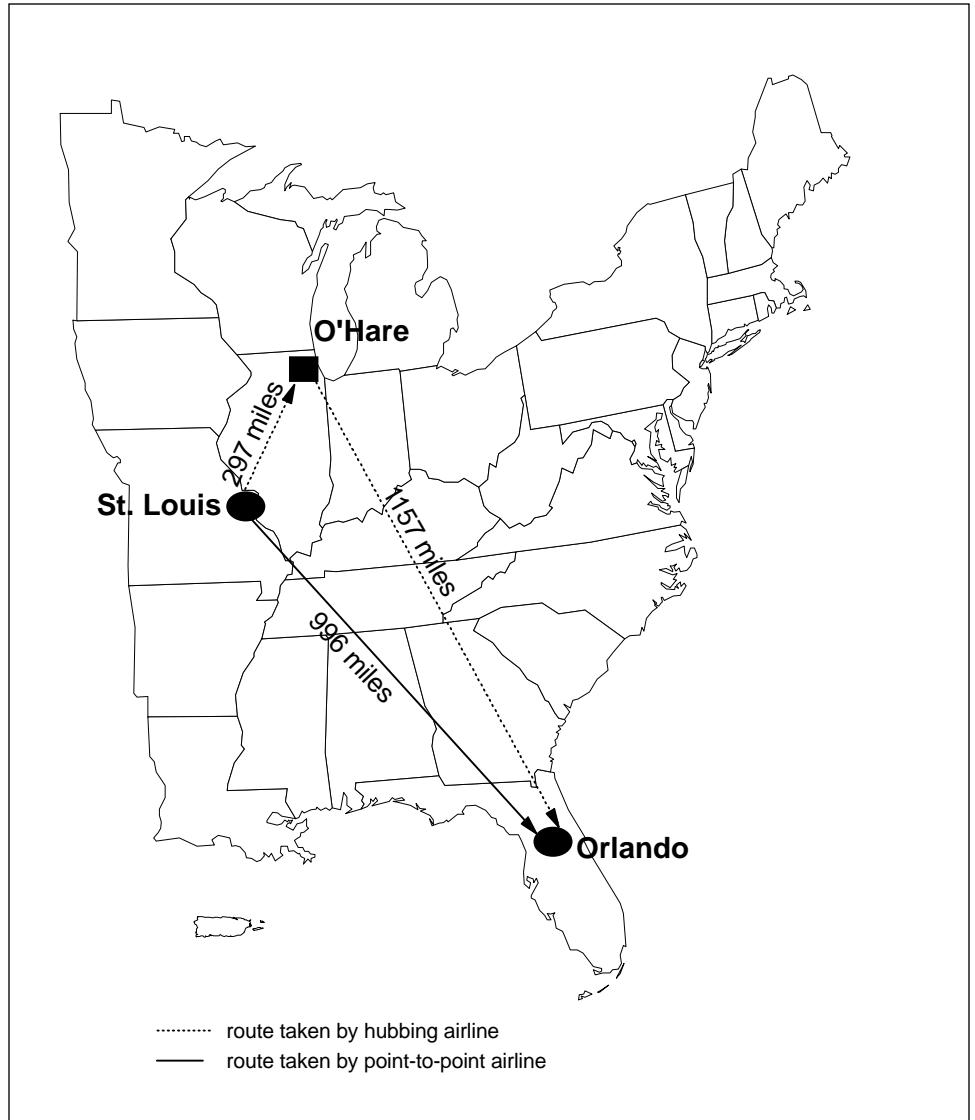 O'Hare
297 miles
St. Louis
1157 miles
996 miles
Orlando
route taken by hubbing airline
route taken by point-to-point airline